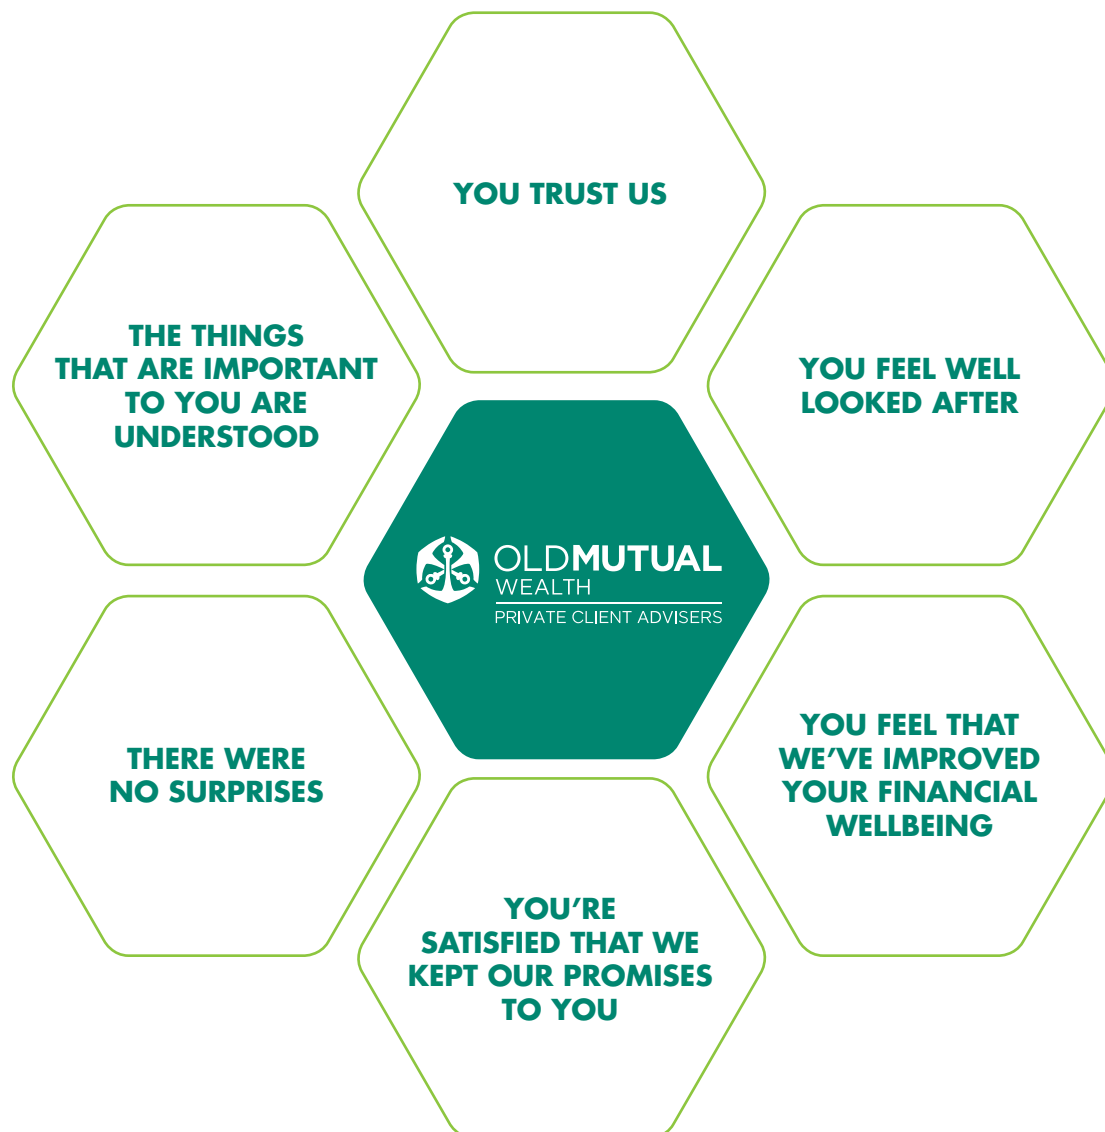 YOU TRUST US
THE THINGS
THAT ARE IMPORTANT
TO YOU ARE
UNDERSTOOD
YOU FEEL WELL
LOOKED AFTER
OLDMUTUAL
WEALTH
PRIVATE CLIENT ADVISERS
THERE WERE
NO SURPRISES
YOU FEEL THAT
WE’VE IMPROVED
YOUR FINANCIAL
WELLBEING
YOU’RE
SATISFIED THAT WE
KEPT OUR PROMISES
TO YOU